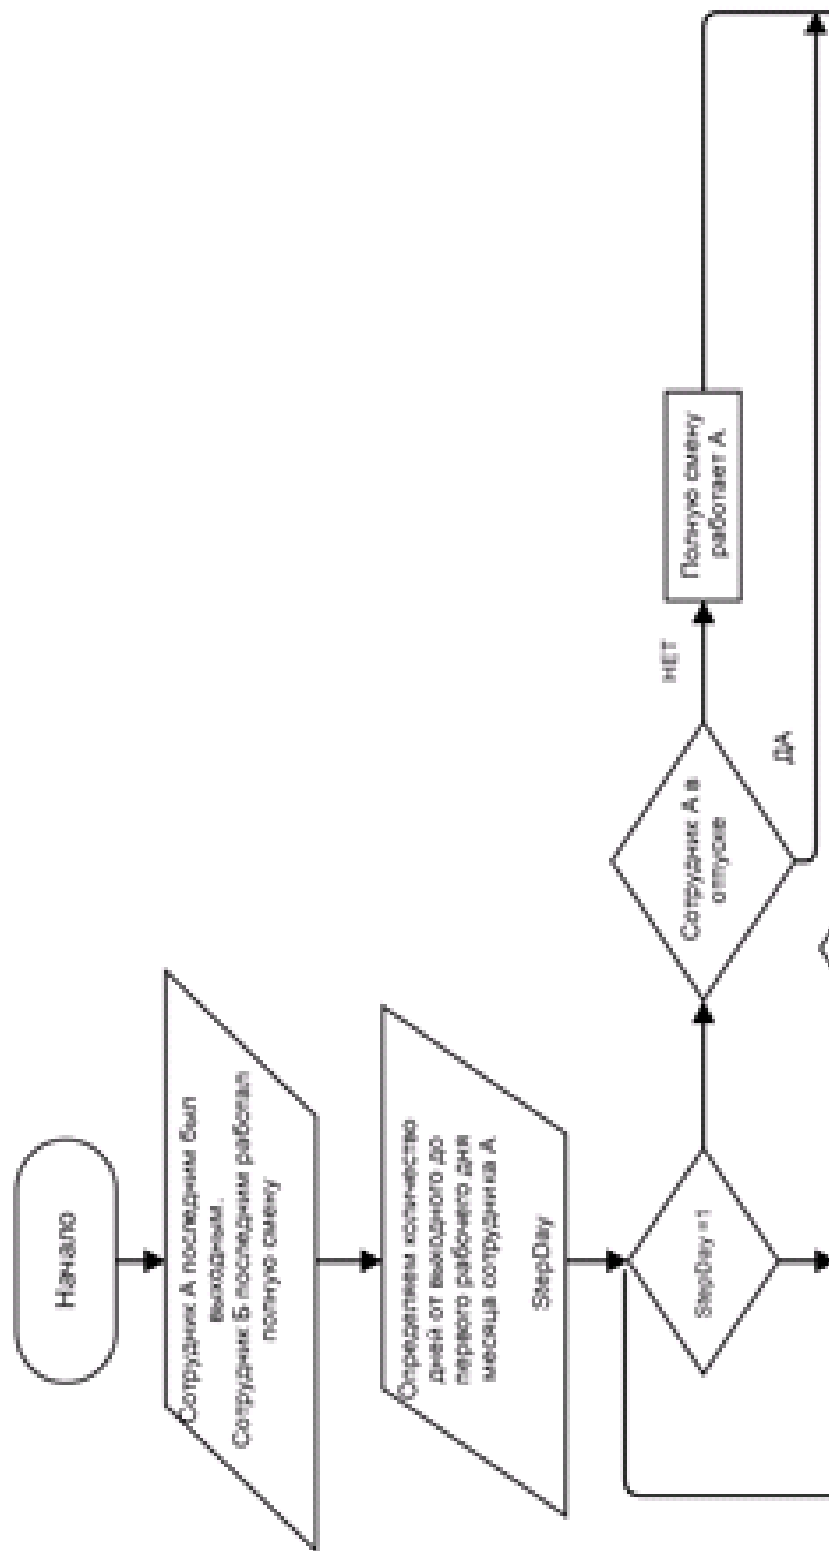 Начало
Сотрудник А последним был
выходным.
Сотрудник Б последним работал
полную смену
Определяем количество
дней от выходного до
первого рабочего дня
месяца сотрудника А
StepDay
StepDay =1
Сотрудник А в
отпуске
НЕТ
ДА
Полную смену
работает А